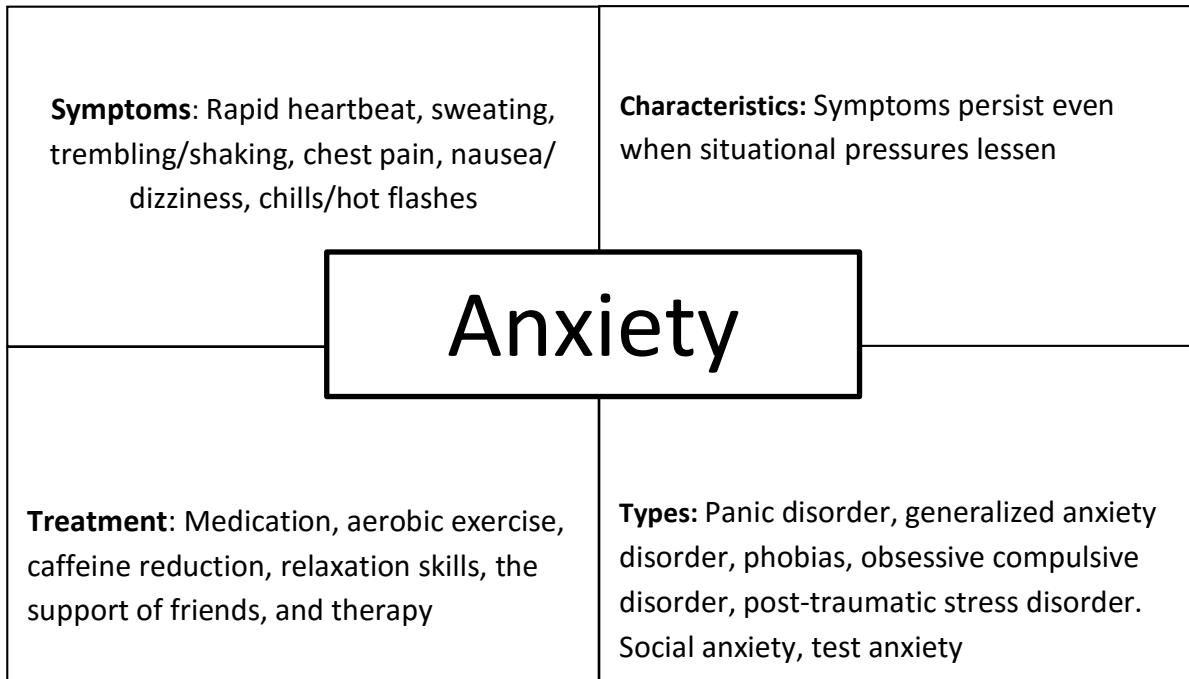 Symptoms: Rapid heartbeat, sweating,
trembling/shaking, chest pain, nausea/
dizziness, chills/hot flashes
Characteristics: Symptoms persist even
when situational pressures lessen
Anxiety
Treatment: Medication, aerobic exercise,
caffeine reduction, relaxation skills, the
support of friends, and therapy
Types: Panic disorder, generalized anxiety
disorder, phobias, obsessive compulsive
disorder, post-traumatic stress disorder.
Social anxiety, test anxiety